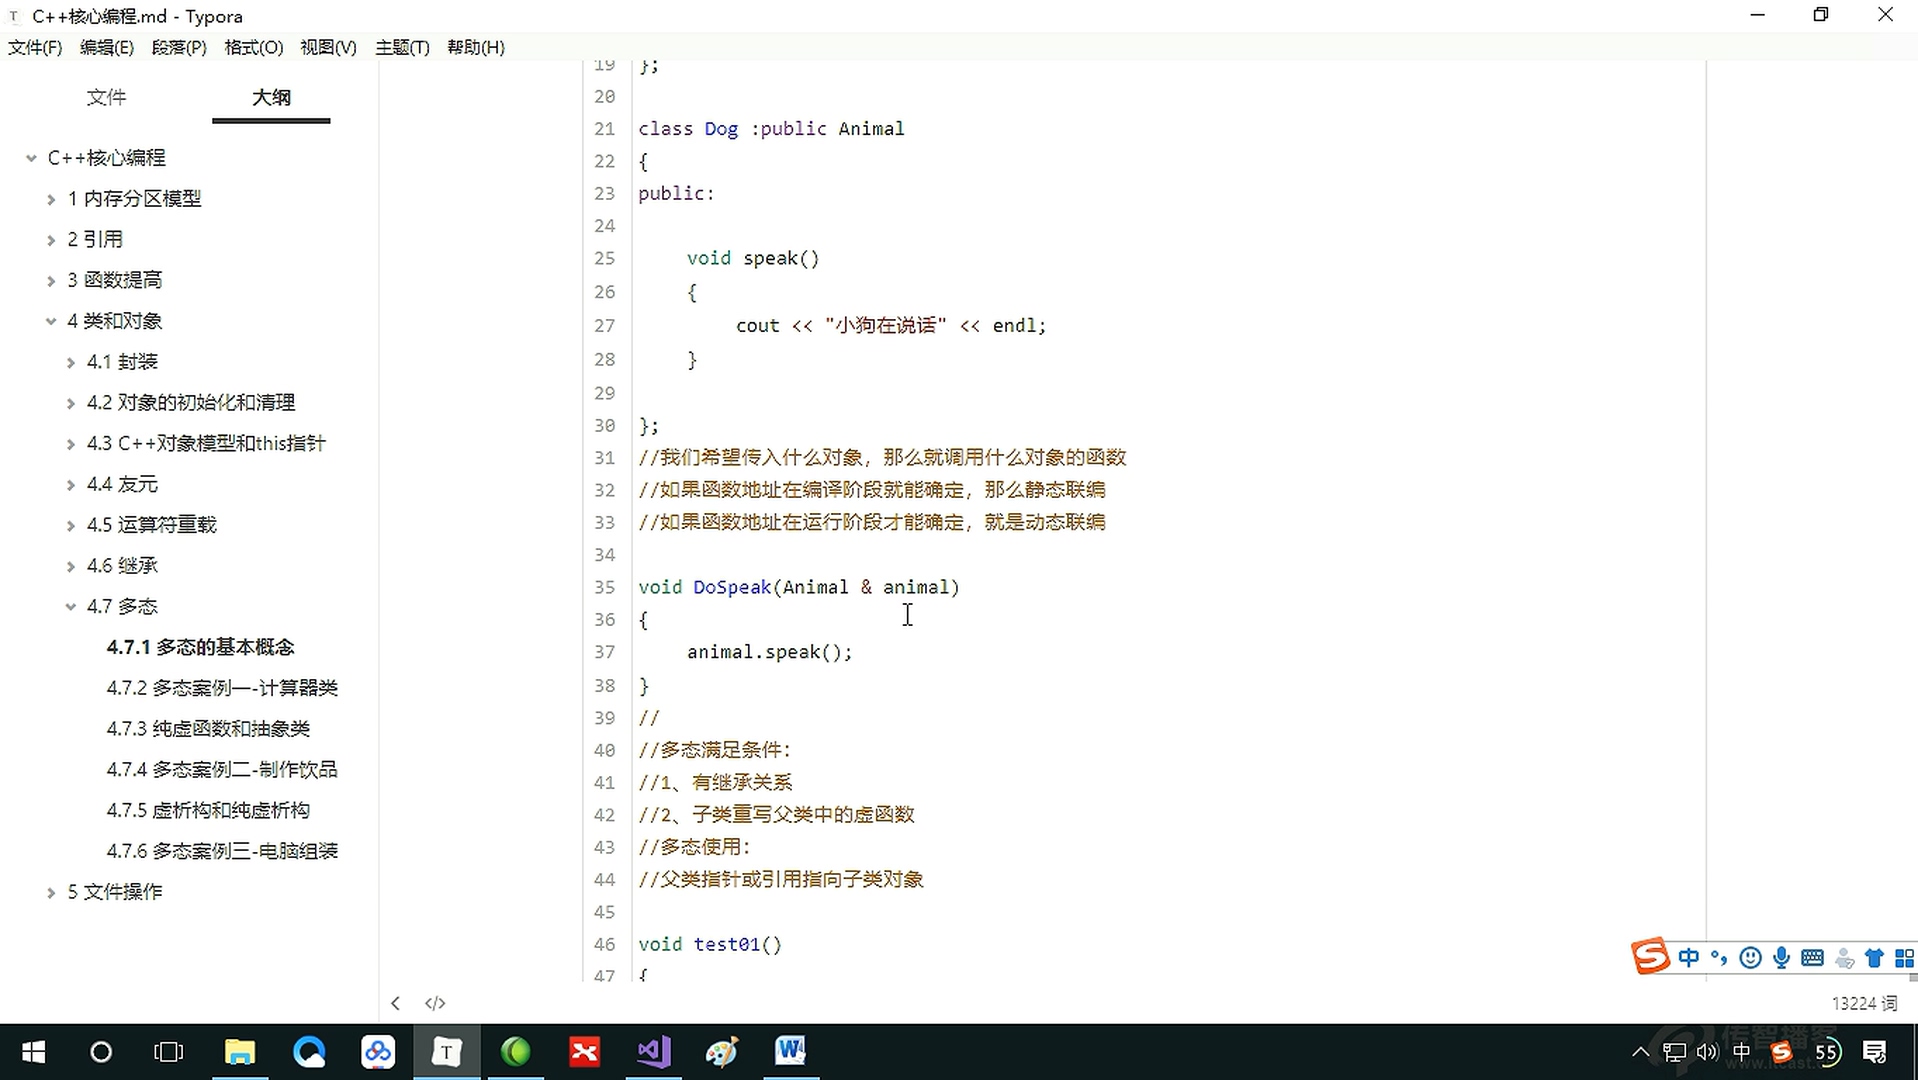 C++核心编程.md - Typora
文件(F) 编辑(E) 段落(P) 格式(O) 视图(V) 主题(T) 帮助(H)
文件 大纲
C++核心编程
1 内存分区模型
2 引用
3 函数提高
4 类和对象
4.1 封装
4.2 对象的初始化和清理
4.3 C++对象模型和this指针
4.4 友元
4.5 运算符重载
4.6 继承
4.7 多态
4.7.1 多态的基本概念
4.7.2 多态案例一-计算器类
4.7.3 纯虚函数和抽象类
4.7.4 多态案例二-制作饮品
4.7.5 虚析构和纯虚析构
4.7.6 多态案例三-电脑组装
5 文件操作
19 };
20
21 class Dog :public Animal
22 {
23 public:
24
25 void speak()
26 {
27 cout << "小狗在说话" << endl;
28 }
29
30 };
31 //我们希望传入什么对象，那么就调用什么对象的函数
32 //如果函数地址在编译阶段就能确定，那么静态联编
33 //如果函数地址在运行阶段才能确定，就是动态联编
34
35 void DoSpeak(Animal & animal)
36 {
37 animal.speak();
38 }
39 //
40 //多态满足条件：
41 //1、有继承关系
42 //2、子类重写父类中的虚函数
43 //多态使用：
44 //父类指针或引用指向子类对象
45
46 void test01()
47 {
中
</> 13224 词
中 55
传智播客